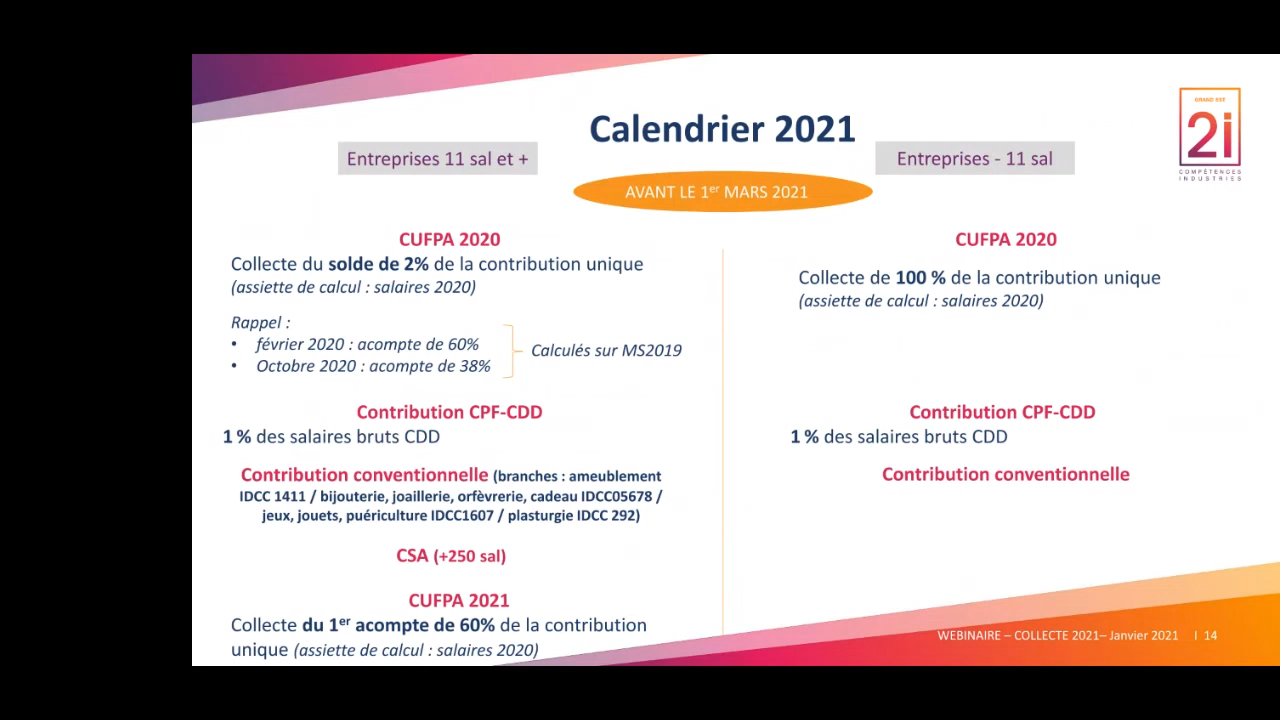 Calendrier 2021
GRAND EST
2i
COMPÉTENCES
INDUSTRIES
Entreprises 11 sal et +
Entreprises - 11 sal
AVANT LE 1er MARS 2021
CUFPA 2020
Collecte du solde de 2% de la contribution unique
(assiette de calcul : salaires 2020)
Rappel :
• février 2020 : acompte de 60%
• Octobre 2020 : acompte de 38%
Calculés sur MS2019
Contribution CPF-CDD
1 % des salaires bruts CDD
Contribution conventionnelle (branches : ameublement
IDCC 1411 / bijouterie, joaillerie, orfèvrerie, cadeau IDCC05678 /
jeux, jouets, puériculture IDCC1607 / plasturgie IDCC 292)
CSA (+250 sal)
CUFPA 2021
Collecte du 1er acompte de 60% de la contribution
unique (assiette de calcul : salaires 2020)
CUFPA 2020
Collecte de 100 % de la contribution unique
(assiette de calcul : salaires 2020)
Contribution CPF-CDD
1 % des salaires bruts CDD
Contribution conventionnelle
WEBINAIRE – COLLECTE 2021– Janvier 2021 I 14